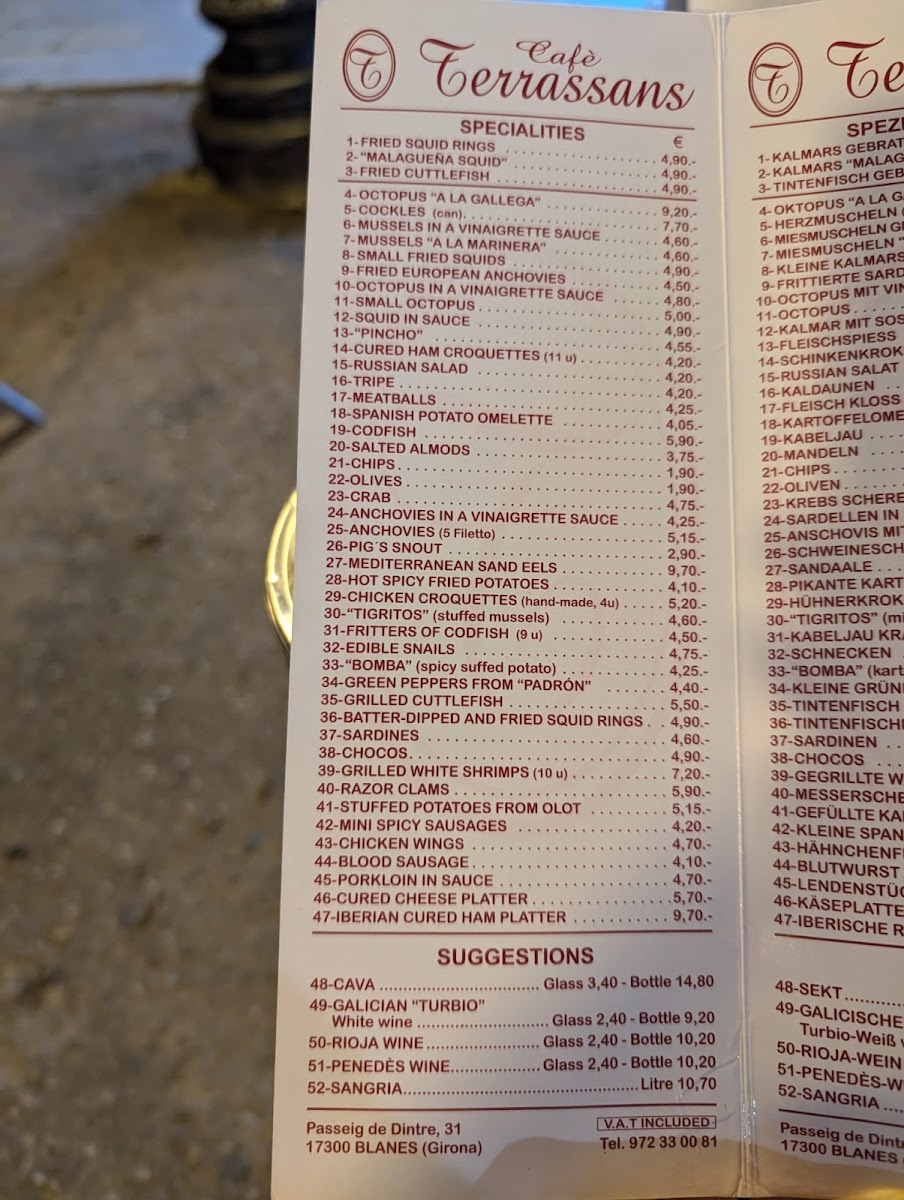 Cafè
Terrassans
SPECIALITIES €
1-FRIED SQUID RINGS 4,90.-
2-"MALAGUEÑA SQUID" 4,90.-
3-FRIED CUTTLEFISH 4,90.-
4-OCTOPUS "A LA GALLEGA" 9,20.-
5-COCKLES (can). 7,70.-
6-MUSSELS IN A VINAIGRETTE SAUCE 4,60.-
7-MUSSELS "A LA MARINERA" 4,60.-
8-SMALL FRIED SQUIDS 4,90.-
9-FRIED EUROPEAN ANCHOVIES 4,50.-
10-OCTOPUS IN A VINAIGRETTE SAUCE 4,80.-
11-SMALL OCTOPUS 5,00.-
12-SQUID IN SAUCE 4,90.-
13-"PINCHO" 4,55.-
14-CURED HAM CROQUETTES (11 u) 4,20.-
15-RUSSIAN SALAD 4,20.-
16-TRIPE 4,20.-
17-MEATBALLS 4,25.-
18-SPANISH POTATO OMELETTE 4,05.-
19-CODFISH 5,90.-
20-SALTED ALMODS 3,75.-
21-CHIPS 1,90.-
22-OLIVES 1,90.-
23-CRAB 4,75.-
24-ANCHOVIES IN A VINAIGRETTE SAUCE 4,25.-
25-ANCHOVIES (5 Filetto) 5,15.-
26-PIG´S SNOUT 2,90.-
27-MEDITERRANEAN SAND EELS 9,70.-
28-HOT SPICY FRIED POTATOES 4,10.-
29-CHICKEN CROQUETTES (hand-made, 4u) 5,20.-
30-"TIGRITOS" (stuffed mussels) 4,60.-
31-FRITTERS OF CODFISH (9 u) 4,50.-
32-EDIBLE SNAILS 4,75.-
33-"BOMBA" (spicy suffed potato) 4,25.-
34-GREEN PEPPERS FROM "PADRÓN" 4,40.-
35-GRILLED CUTTLEFISH 5,50.-
36-BATTER-DIPPED AND FRIED SQUID RINGS 4,90.-
37-SARDINES 4,60.-
38-CHOCOS 4,90.-
39-GRILLED WHITE SHRIMPS (10 u) 7,20.-
40-RAZOR CLAMS 5,90.-
41-STUFFED POTATOES FROM OLOT 5,15.-
42-MINI SPICY SAUSAGES 4,20.-
43-CHICKEN WINGS 4,70.-
44-BLOOD SAUSAGE 4,10.-
45-PORKLOIN IN SAUCE 4,70.-
46-CURED CHEESE PLATTER 5,70.-
47-IBERIAN CURED HAM PLATTER 9,70.-
SUGGESTIONS
48-CAVA Glass 3,40 - Bottle 14,80
49-GALICIAN "TURBIO"
White wine Glass 2,40 - Bottle 9,20
50-RIOJA WINE Glass 2,40 - Bottle 10,20
51-PENEDÈS WINE Glass 2,40 - Bottle 10,20
52-SANGRIA Litre 10,70
Passeig de Dintre, 31 V.A.T INCLUDED
17300 BLANES (Girona) Tel. 972 33 00 81
Te
SPEZI
1-KALMARS GEBRAT
2-KALMARS "MALAG
3-TINTENFISCH GEB
4-OKTOPUS "A LA G
5-HERZMUSCHELN
6-MIESMUSCHELN
7-MIESMUSCHELN "
8-KLEINE KALMARS
9-FRITTIERTE SARD
10-OCTOPUS MIT VIN
11-OCTOPUS
12-KALMAR MIT SOS
13-FLEISCHSPIESS
14-SCHINKENKROK
15-RUSSIAN SALAT
16-KALDAUNEN
17-FLEISCH KLOSS
18-KARTOFFELOME
19-KABELJAU
20-MANDELN
21-CHIPS
22-OLIVEN
23-KREBS SCHERE
24-SARDELLEN IN
25-ANSCHOVIS MIT
26-SCHWEINESCH
27-SANDAALE
28-PIKANTE KART
29-HÜHNERKROK
30-"TIGRITOS" (mi
31-KABELJAU KRA
32-SCHNECKEN
33-"BOMBA" (kart
34-KLEINE GRÜN
35-TINTENFISCH
36-TINTENFISCH
37-SARDINEN
38-CHOCOS
39-GEGRILLTE W
40-MESSERSCHE
41-GEFÜLLTE KA
42-KLEINE SPAN
43-HÄHNCHENF
44-BLUTWURST
45-LENDENSTÜC
46-KÄSEPLATTE
47-IBERISCHE R
48-SEKT
49-GALICISCHE
Turbio-Weiß
50-RIOJA-WEIN
51-PENEDÈS-W
52-SANGRIA
Passeig de Dint
17300 BLANES